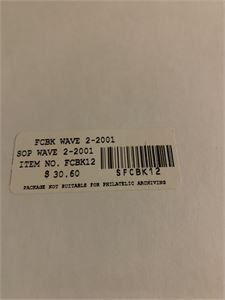 FCBK WAVE 2-2001
SOP WAVE 2-2001
ITEM NO. FCBK12
$ 30.60 SFCBK12
PACKAGE NOT SUITABLE FOR PHILATELIC ARCHIVING